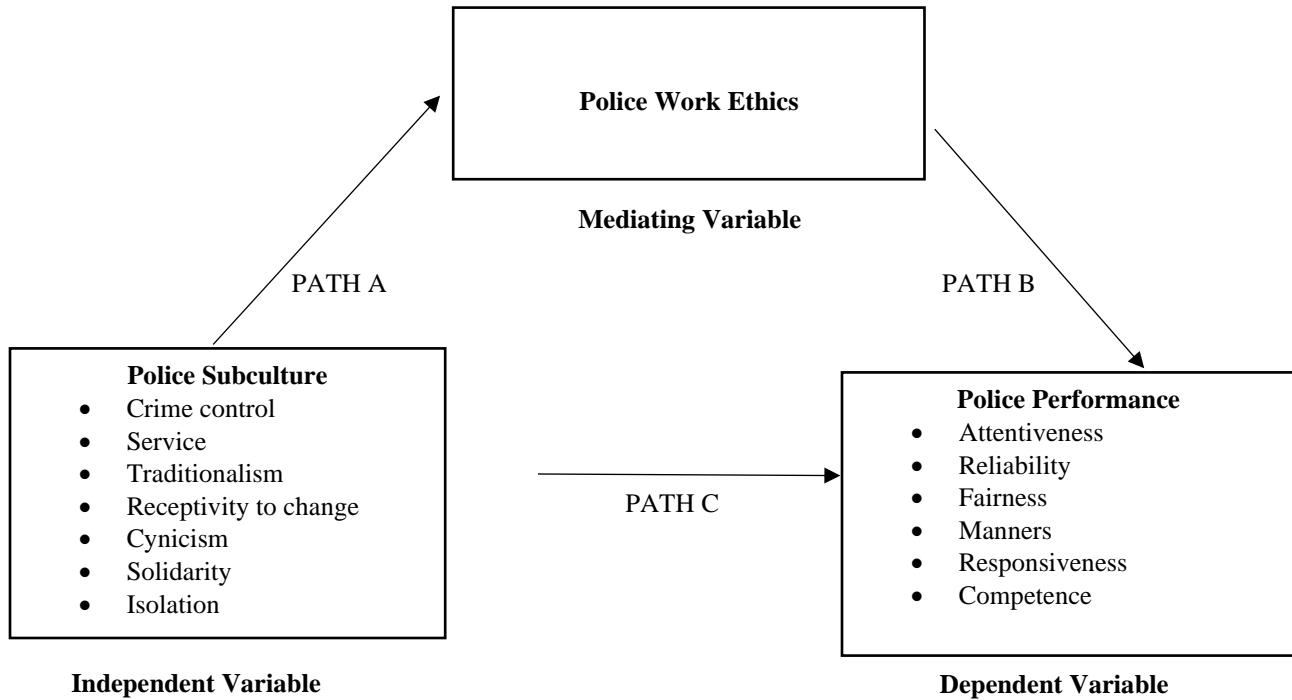 Police Work Ethics
Mediating Variable
PATH A
PATH B
Police Subculture
• Crime control
• Service
• Traditionalism
• Receptivity to change
• Cynicism
• Solidarity
• Isolation
Independent Variable
PATH C
Police Performance
• Attentiveness
• Reliability
• Fairness
• Manners
• Responsiveness
• Competence
Dependent Variable